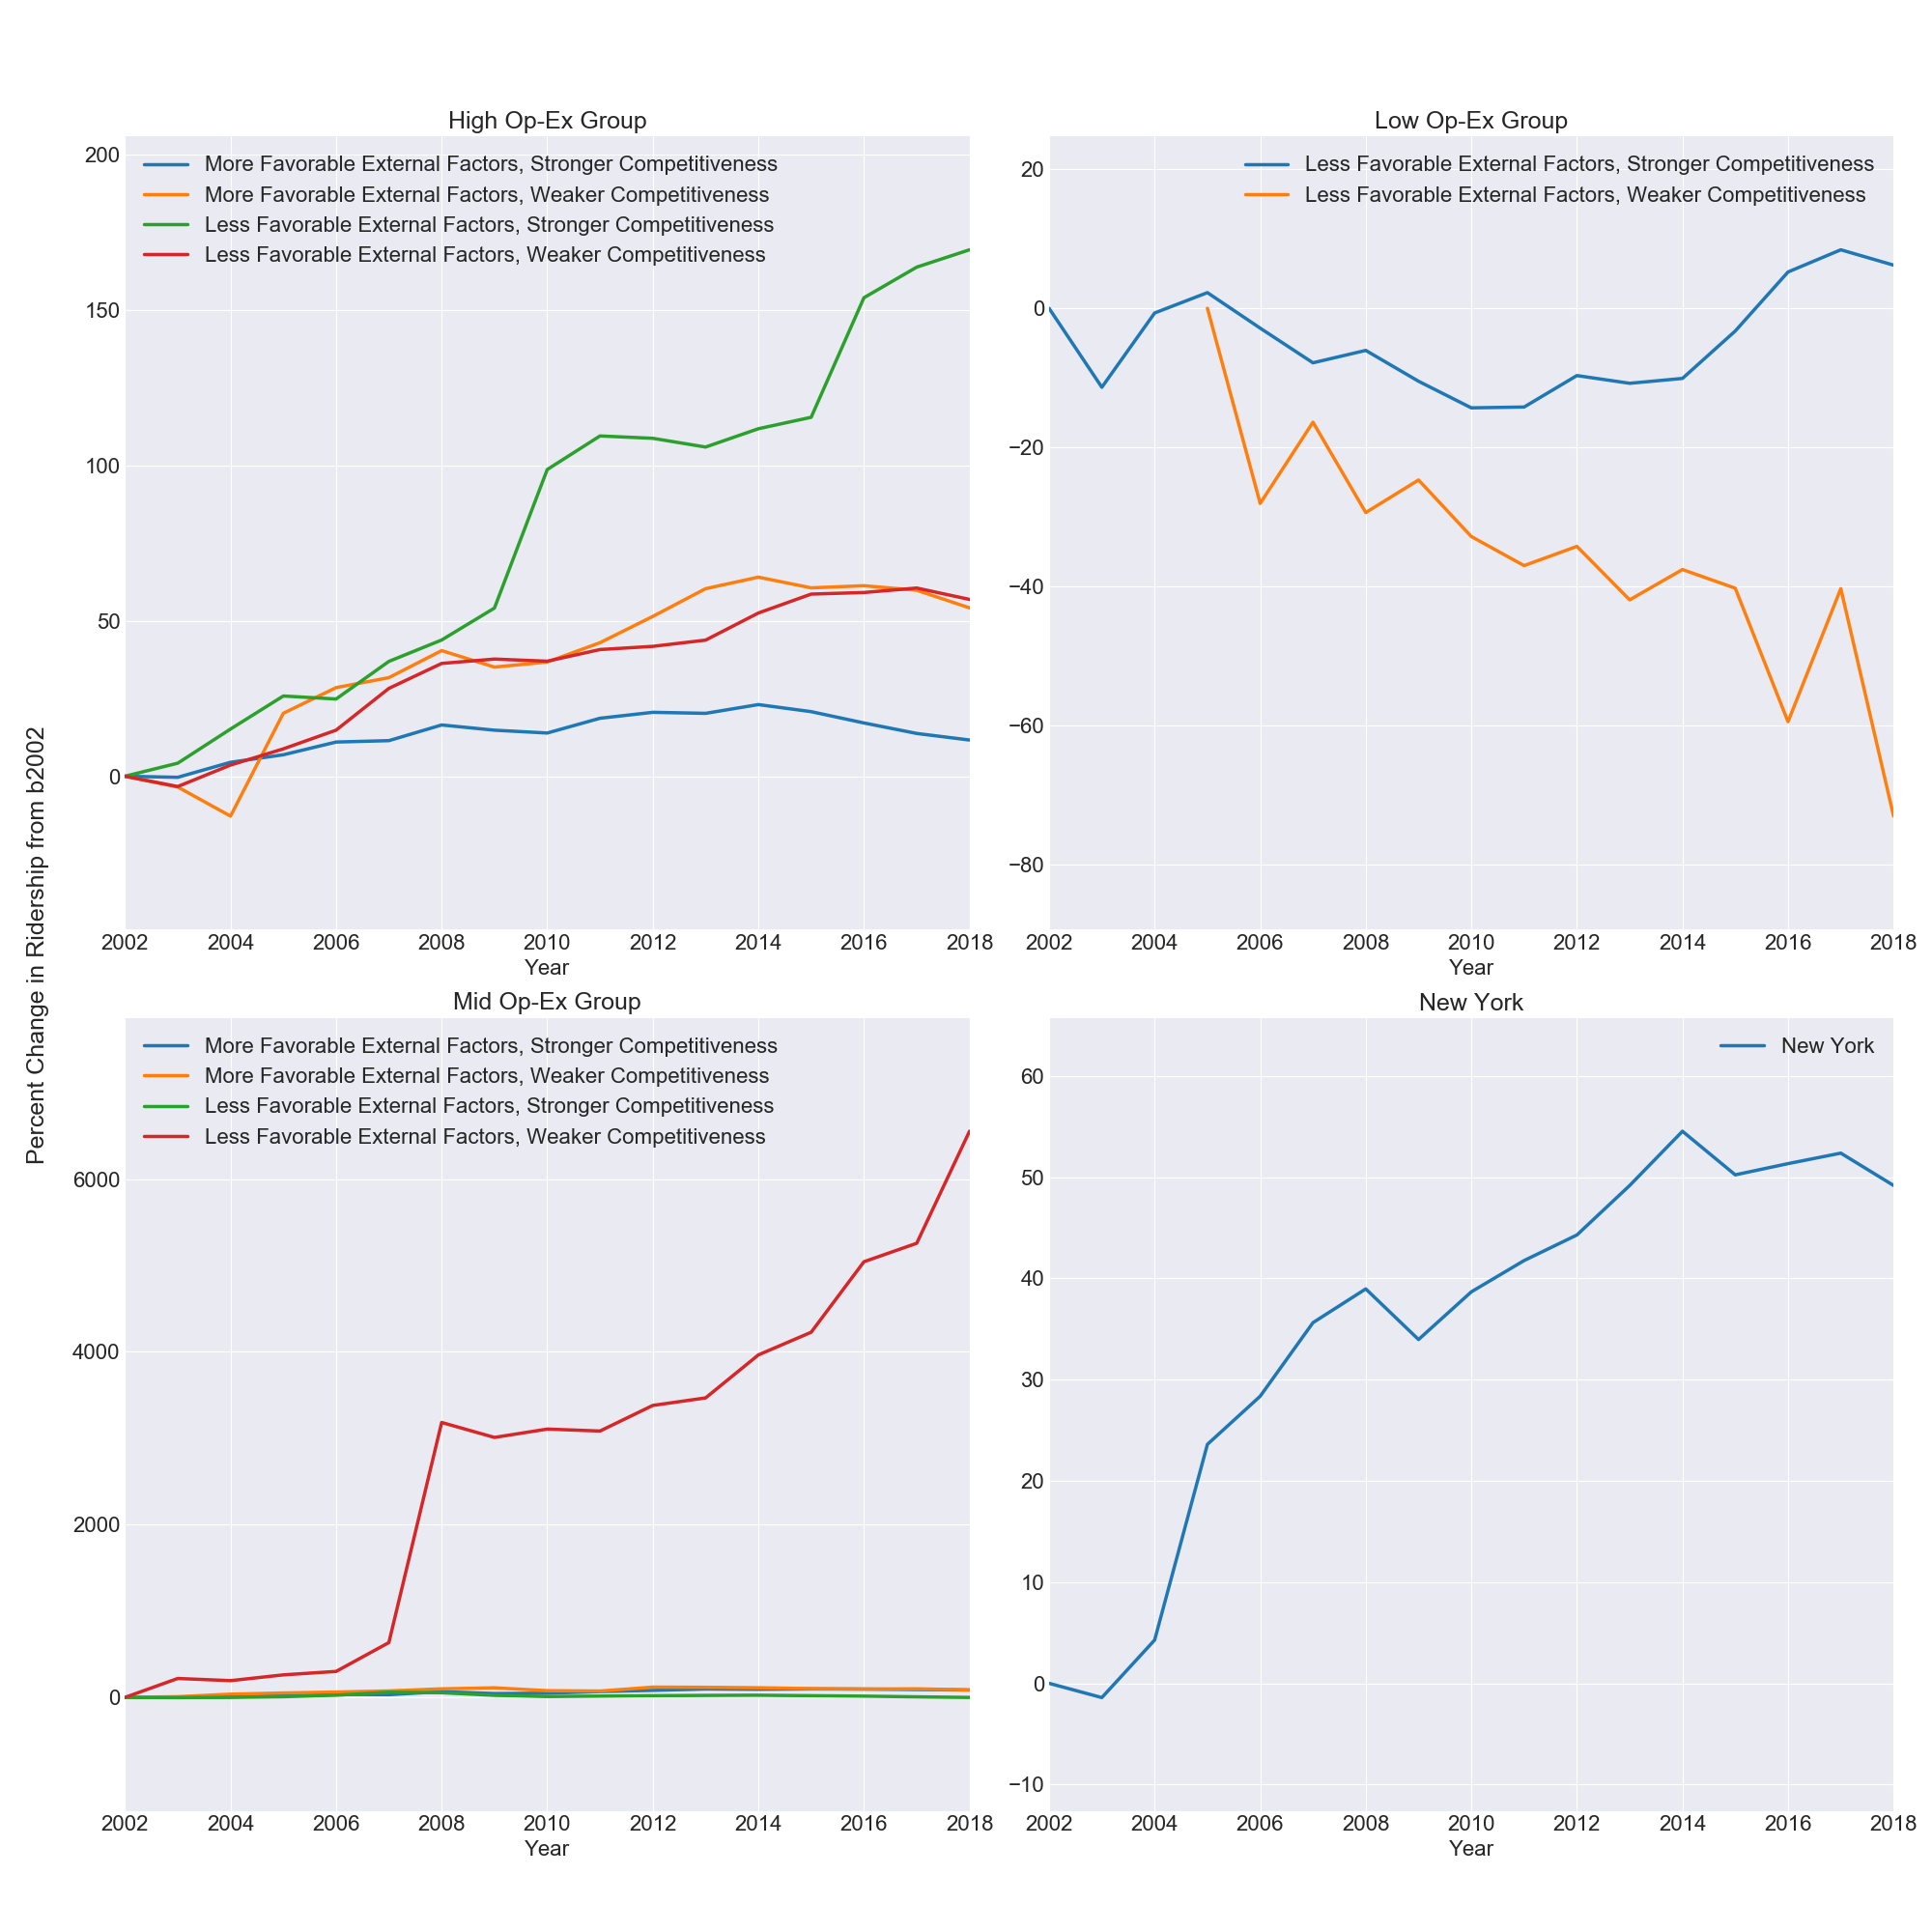 Percent Change in Ridership from b2002
High Op-Ex Group
200
150
100
50
0
More Favorable External Factors, Stronger Competitiveness
More Favorable External Factors, Weaker Competitiveness
Less Favorable External Factors, Stronger Competitiveness
Less Favorable External Factors, Weaker Competitiveness
2002 2004 2006 2008 2010 2012 2014 2016 2018
Year
Low Op-Ex Group
20
0
−20
−40
−60
−80
Less Favorable External Factors, Stronger Competitiveness
Less Favorable External Factors, Weaker Competitiveness
2002 2004 2006 2008 2010 2012 2014 2016 2018
Year
Mid Op-Ex Group
6000
4000
2000
0
More Favorable External Factors, Stronger Competitiveness
More Favorable External Factors, Weaker Competitiveness
Less Favorable External Factors, Stronger Competitiveness
Less Favorable External Factors, Weaker Competitiveness
2002 2004 2006 2008 2010 2012 2014 2016 2018
Year
New York
60
50
40
30
20
10
0
−10
New York
2002 2004 2006 2008 2010 2012 2014 2016 2018
Year